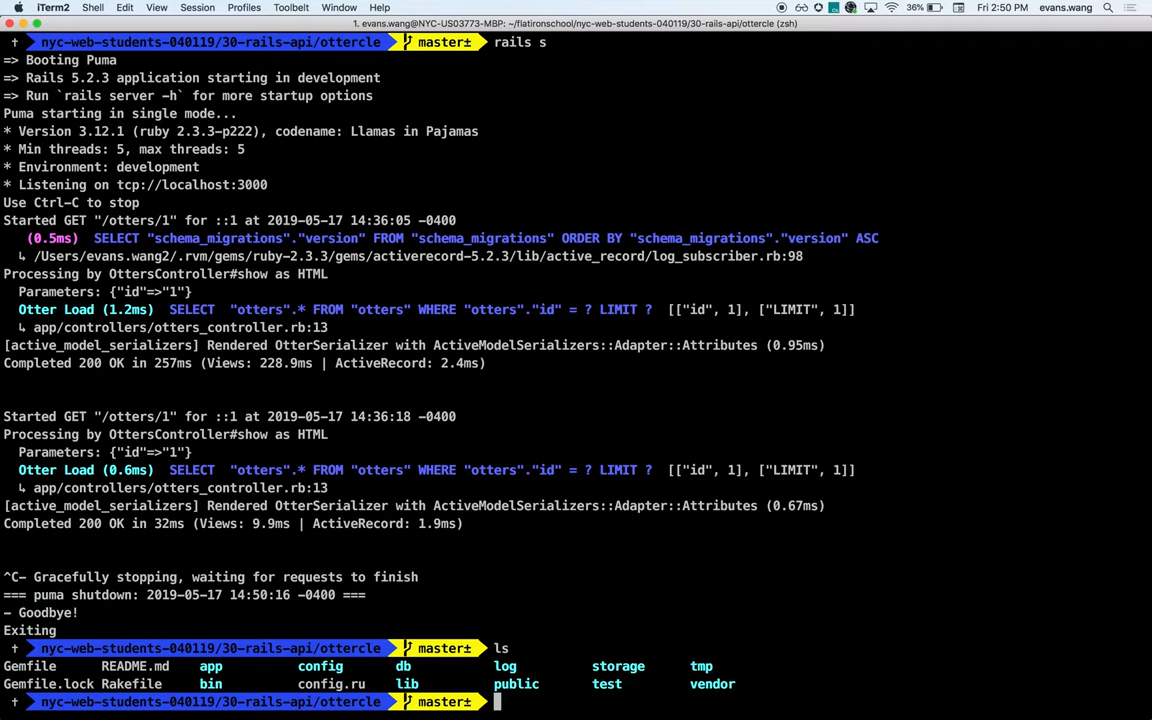 iTerm2 Shell Edit View Session Profiles Toolbelt Window Help 36% Fri 2:50 PM evans.wang
1. evans.wang@NYC-US03773-MBP: ~/flatironschool/nyc-web-students-040119/30-rails-api/ottercle (zsh)
† nyc-web-students-040119/30-rails-api/ottercle master± rails s
=> Booting Puma
=> Rails 5.2.3 application starting in development
=> Run `rails server -h` for more startup options
Puma starting in single mode...
* Version 3.12.1 (ruby 2.3.3-p222), codename: Llamas in Pajamas
* Min threads: 5, max threads: 5
* Environment: development
* Listening on tcp://localhost:3000
Use Ctrl-C to stop
Started GET "/otters/1" for ::1 at 2019-05-17 14:36:05 -0400
(0.5ms) SELECT "schema_migrations"."version" FROM "schema_migrations" ORDER BY "schema_migrations"."version" ASC
↳ /Users/evans.wang2/.rvm/gems/ruby-2.3.3/gems/activerecord-5.2.3/lib/active_record/log_subscriber.rb:98
Processing by OttersController#show as HTML
Parameters: {"id"=>"1"}
Otter Load (1.2ms) SELECT "otters".* FROM "otters" WHERE "otters"."id" = ? LIMIT ? [["id", 1], ["LIMIT", 1]]
↳ app/controllers/otters_controller.rb:13
[active_model_serializers] Rendered OtterSerializer with ActiveModelSerializers::Adapter::Attributes (0.95ms)
Completed 200 OK in 257ms (Views: 228.9ms | ActiveRecord: 2.4ms)
Started GET "/otters/1" for ::1 at 2019-05-17 14:36:18 -0400
Processing by OttersController#show as HTML
Parameters: {"id"=>"1"}
Otter Load (0.6ms) SELECT "otters".* FROM "otters" WHERE "otters"."id" = ? LIMIT ? [["id", 1], ["LIMIT", 1]]
↳ app/controllers/otters_controller.rb:13
[active_model_serializers] Rendered OtterSerializer with ActiveModelSerializers::Adapter::Attributes (0.67ms)
Completed 200 OK in 32ms (Views: 9.9ms | ActiveRecord: 1.9ms)
^C- Gracefully stopping, waiting for requests to finish
=== puma shutdown: 2019-05-17 14:50:16 -0400 ===
- Goodbye!
Exiting
† nyc-web-students-040119/30-rails-api/ottercle master± ls
Gemfile README.md app config db log storage tmp
Gemfile.lock Rakefile bin config.ru lib public test vendor
† nyc-web-students-040119/30-rails-api/ottercle master±